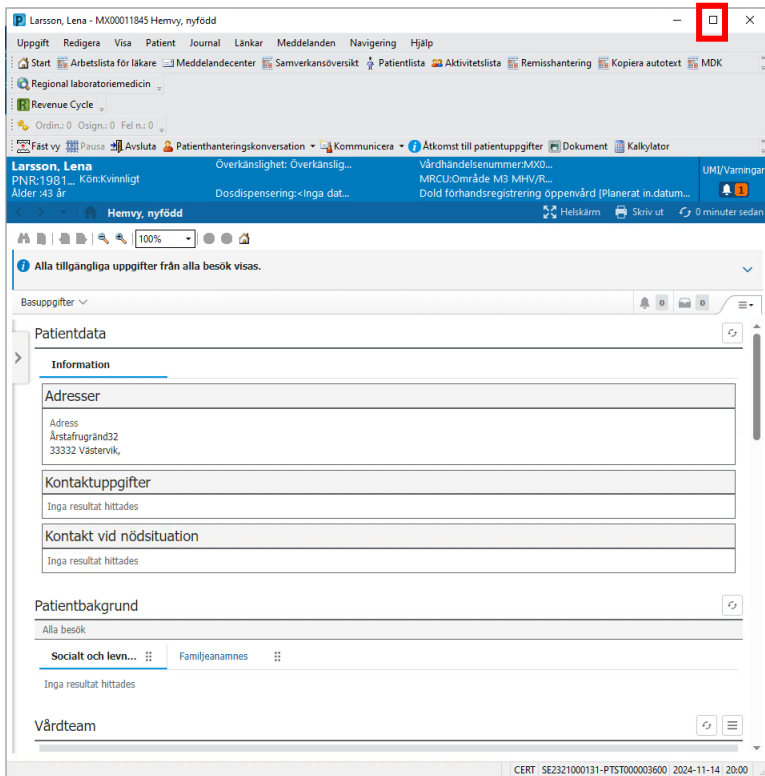 Larsson, Lena - MX00011845 Hemvy, nyfödd
Uppgift Redigera Visa Patient Journal Länkar Meddelanden Navigering Hjälp
Start Arbetslista för läkare Meddelandecenter Samverkansöversikt Patientlista Aktivitetslista Remisshantering Kopiera autotext MDK
Regional laboratoriemedicin
Revenue Cycle
Ordin.: 0 Osign.: 0 Fel n.: 0
Fäst vy Pausa Avsluta Patienthanteringskonversation Kommunicera Åtkomst till patientuppgifter Dokument Kalkylator
Larsson, Lena Överkänslighet: Överkänslig... Vårdhändelsenummer:MX0...
PNR:1981... Kön:Kvinnligt MRCU:Område M3 MHV/R... UMI/Varningar
Ålder :43 år Dosdispensering:<Inga dat... Dold förhandsregistrering öppenvård [Planerat in.datum... 1
Hemvy, nyfödd Helskärm Skriv ut 0 minuter sedan
100%
Alla tillgängliga uppgifter från alla besök visas.
Basuppgifter 0 0
Patientdata
Information
Adresser
Adress
Årstafrugränd32
33332 Västervik,
Kontaktuppgifter
Inga resultat hittades
Kontakt vid nödsituation
Inga resultat hittades
Patientbakgrund
Alla besök
Socialt och levn... Familjeanamnes
Inga resultat hittades
Vårdteam
CERT SE2321000131-PTST000003600 2024-11-14 20:00